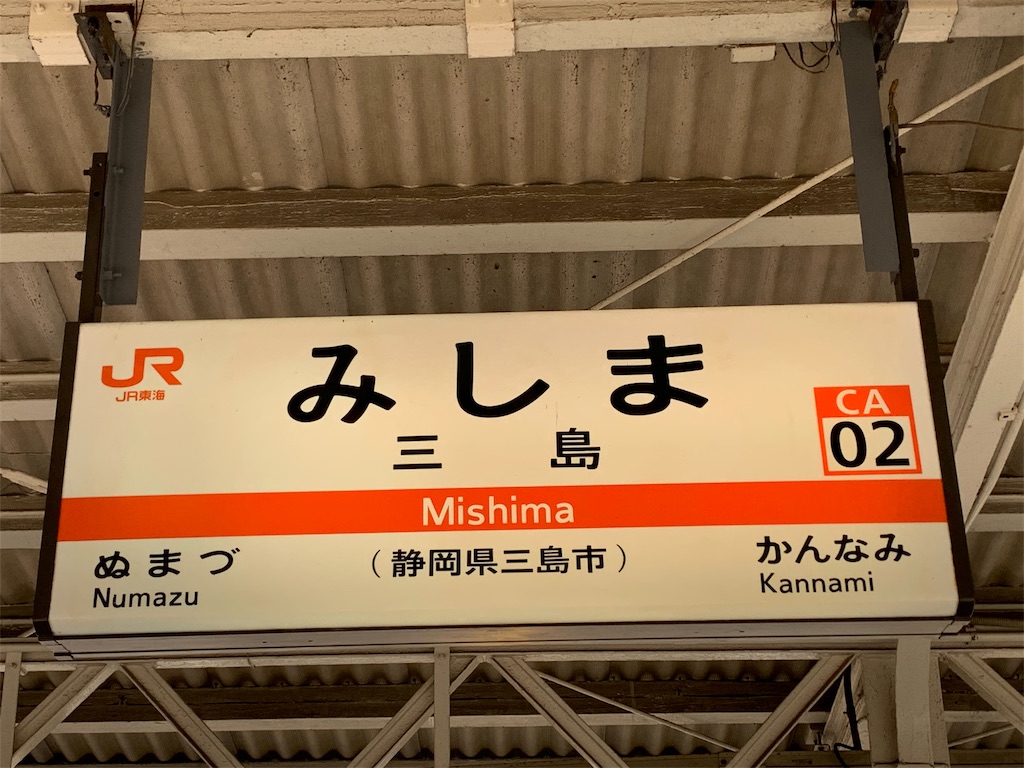 JR
JR東海
みしま
三島
CA
02
Mishima
ぬまづ
Numazu
（静岡県三島市）
かんなみ
Kannami